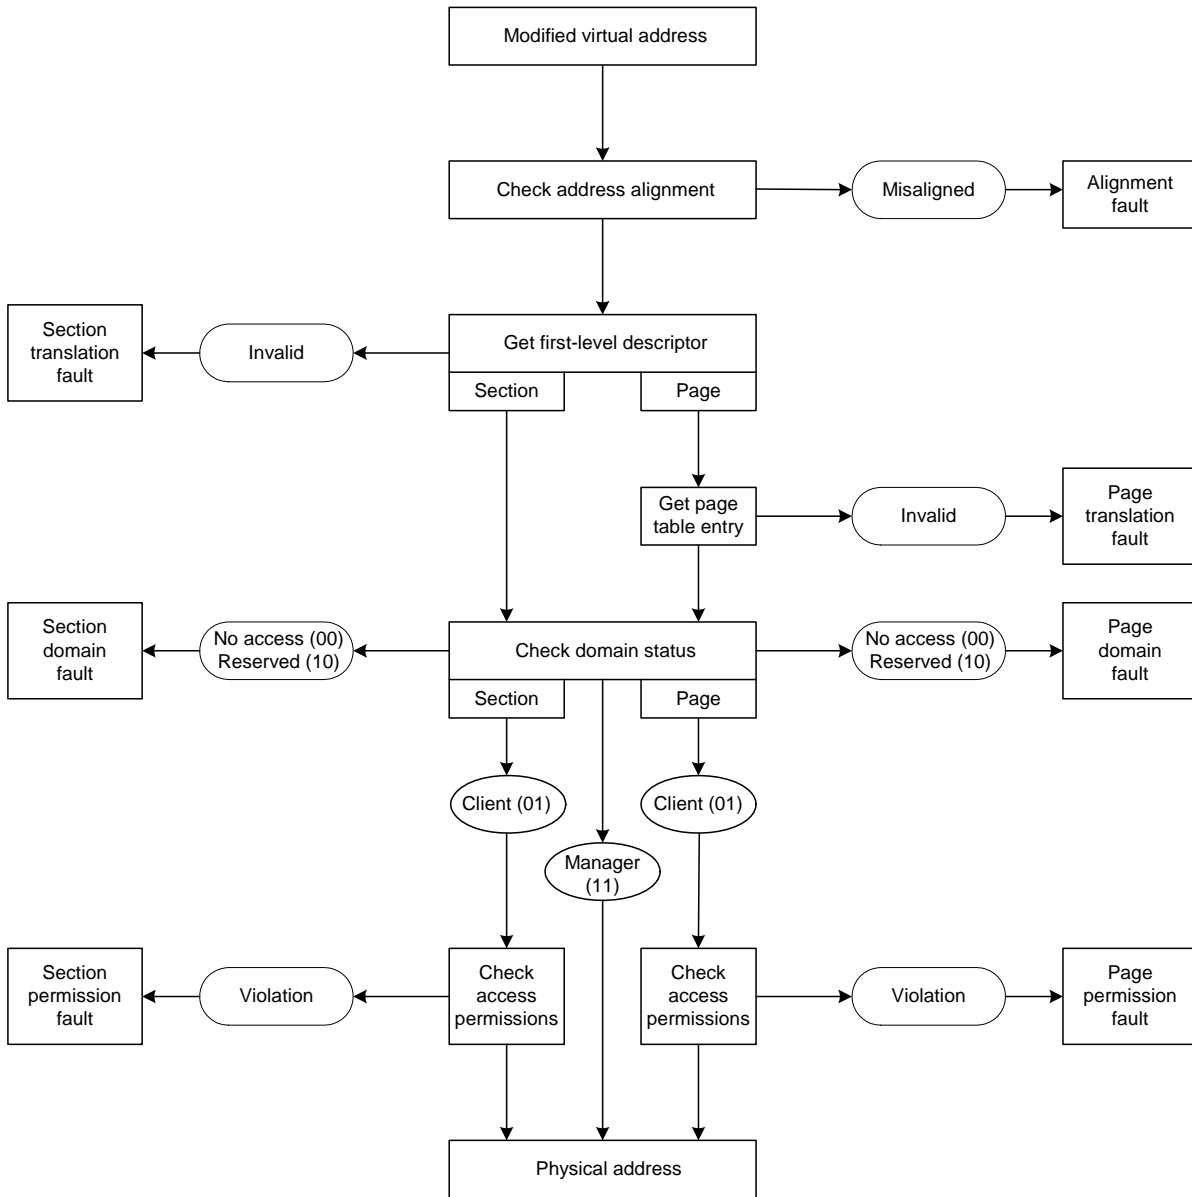 Modified virtual address
Check address alignment
Misaligned
Alignment
fault
Section
translation
fault
Invalid
Get first-level descriptor
Section
Page
Get page
table entry
Invalid
Page
translation
fault
Section
domain
fault
No access (00)
Reserved (10)
Check domain status
No access (00)
Reserved (10)
Page
domain
fault
Section
Page
Client (01)
Client (01)
Manager
(11)
Section
permission
fault
Violation
Check
access
permissions
Check
access
permissions
Violation
Page
permission
fault
Physical address